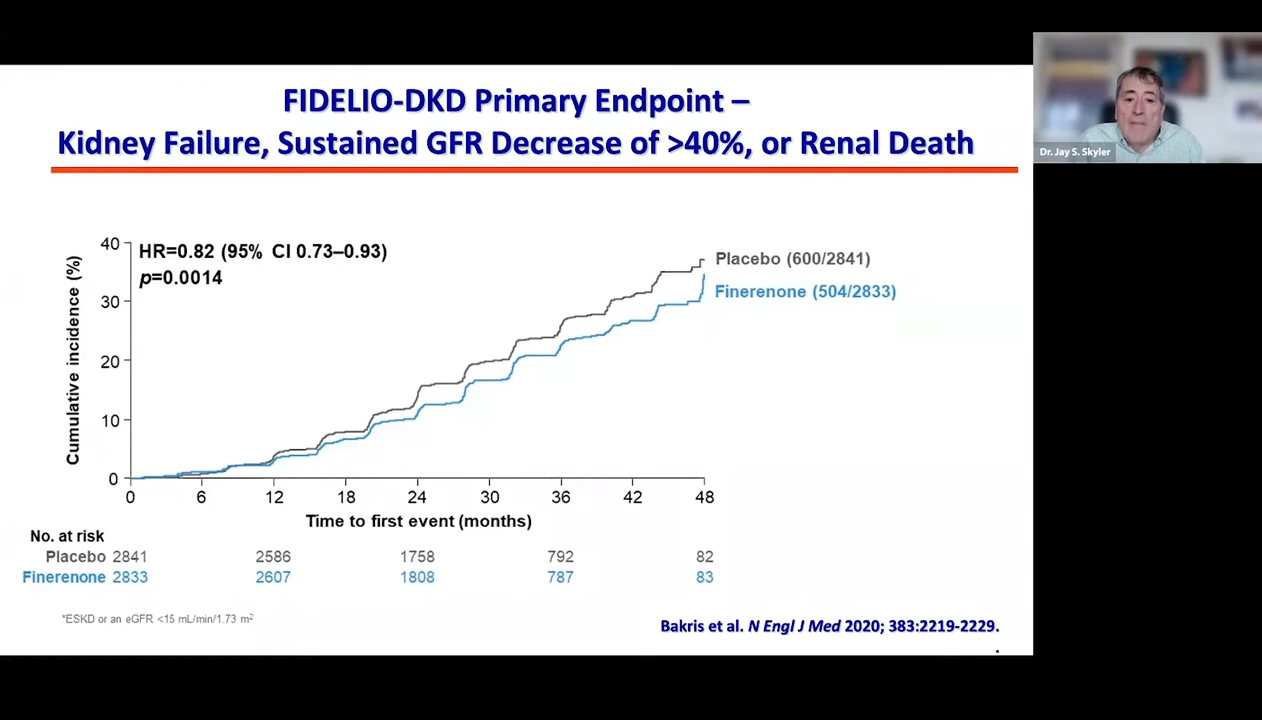 FIDELIO-DKD Primary Endpoint –
Kidney Failure, Sustained GFR Decrease of >40%, or Renal Death
Dr. Jay S. Skyler
HR=0.82 (95% CI 0.73–0.93)
p=0.0014
Placebo (600/2841)
Finerenone (504/2833)
Cumulative incidence (%)
40
30
20
10
0
0 6 12 18 24 30 36 42 48
Time to first event (months)
No. at risk
Placebo 2841 2586 1758 792 82
Finerenone 2833 2607 1808 787 83
*ESKD or an eGFR <15 mL/min/1.73 m²
Bakris et al. N Engl J Med 2020; 383:2219-2229.
.